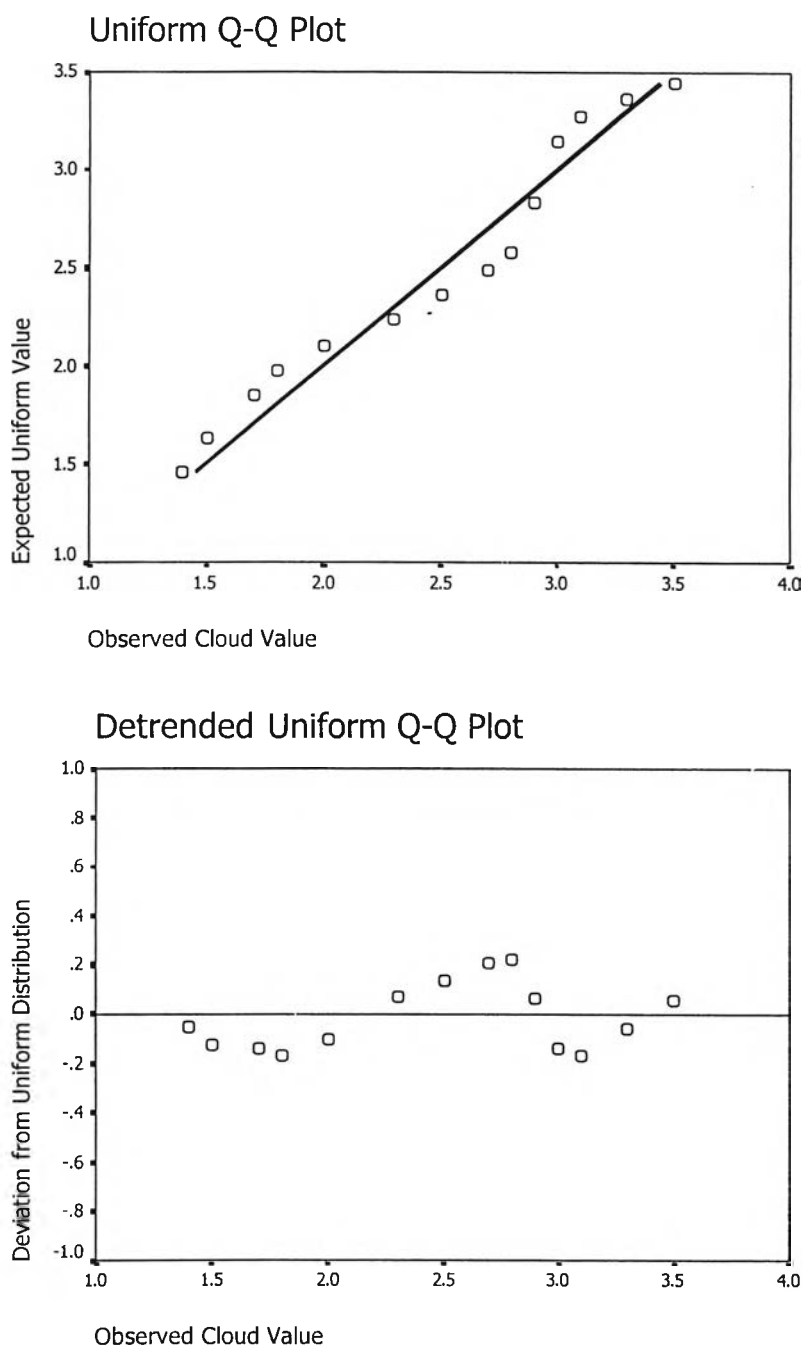 Uniform Q-Q Plot
3.5
3.0
2.5
2.0
1.5
1.0
Expected Uniform Value
1.0 1.5 2.0 2.5 3.0 3.5 4.0
Observed Cloud Value
Detrended Uniform Q-Q Plot
1.0
.8
.6
.4
.2
.0
-.2
-.4
-.6
-.8
-1.0
Deviation from Uniform Distribution
1.0 1.5 2.0 2.5 3.0 3.5 4.0
Observed Cloud Value